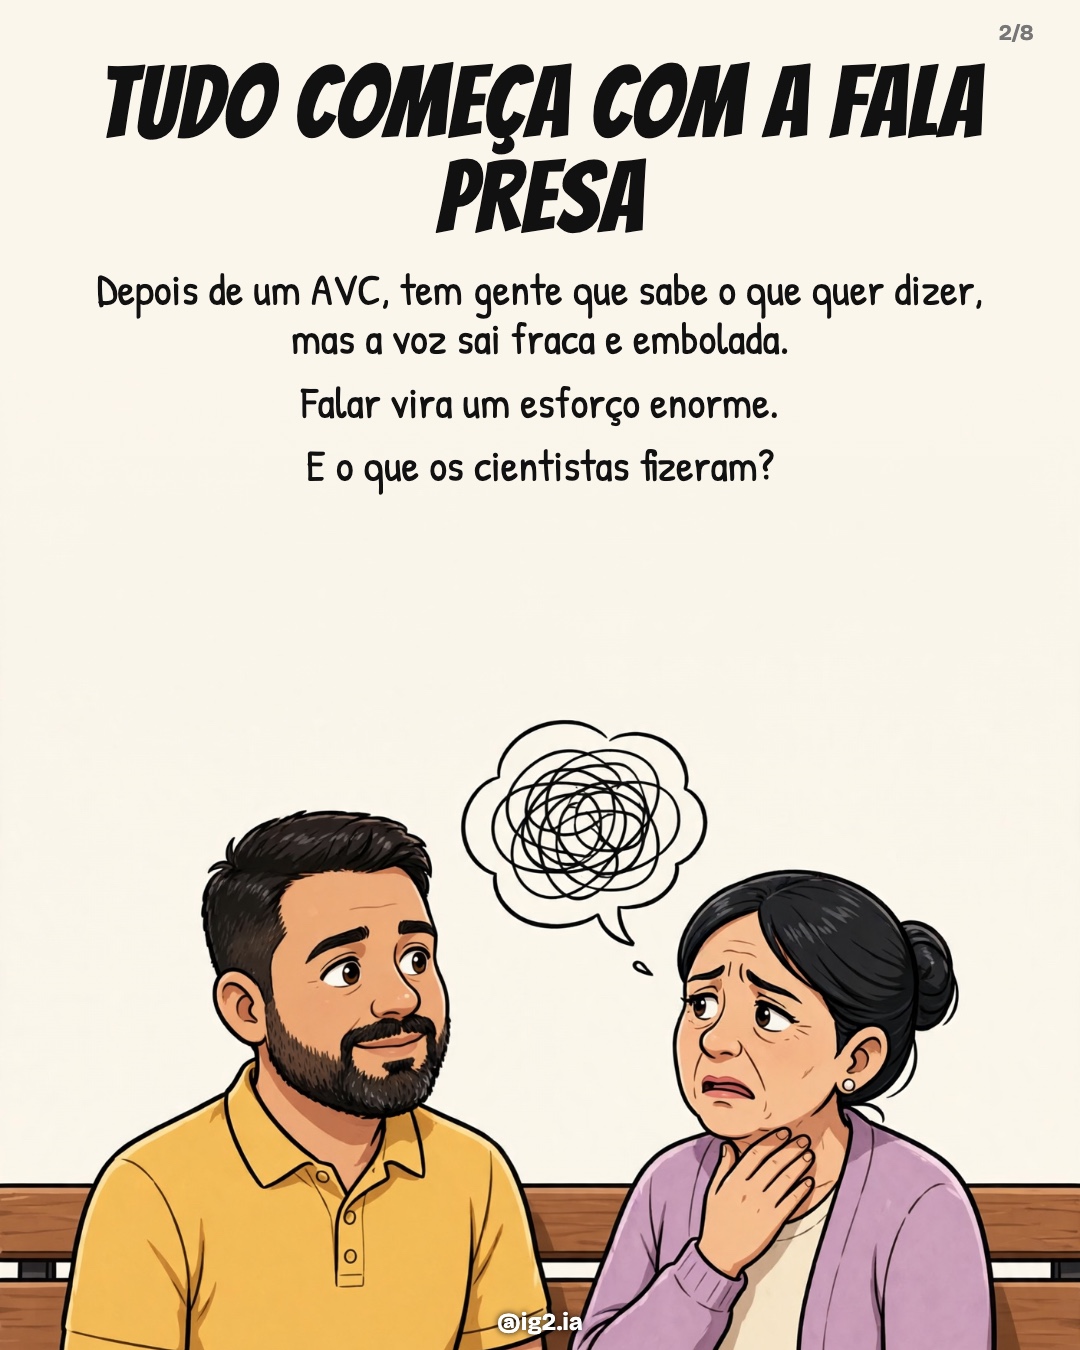 2/8
TUDO COMEÇA COM A FALA
PRESA
Depois de um AVC, tem gente que sabe o que quer dizer,
mas a voz sai fraca e embolada.
Falar vira um esforço enorme.
E o que os cientistas fizeram?
@ig2.ia